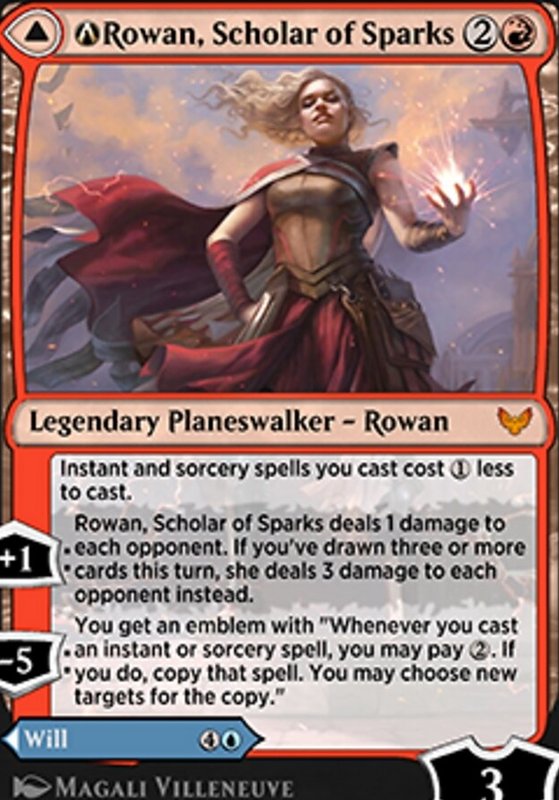 Rowan, Scholar of Sparks 2
Legendary Planeswalker – Rowan
Instant and sorcery spells you cast cost 1 less
to cast.
+1
Rowan, Scholar of Sparks deals 1 damage to
each opponent. If you've drawn three or more
cards this turn, she deals 3 damage to each
opponent instead.
-5
You get an emblem with "Whenever you cast
an instant or sorcery spell, you may pay 2. If
you do, copy that spell. You may choose new
targets for the copy."
Will 4
3
Magali Villeneuve